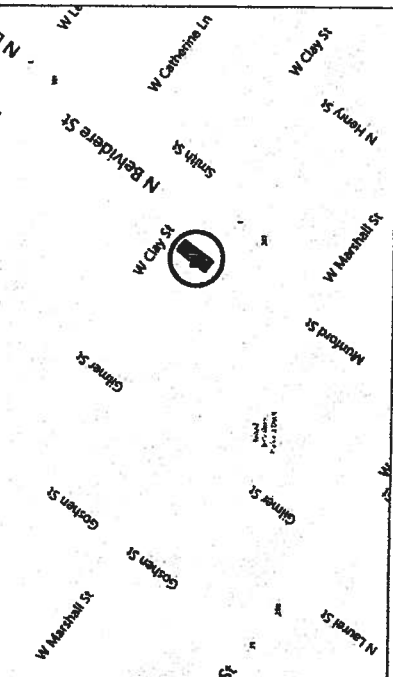 W Catherine Ln
W Clay St
N Henry St
Smith St
N Belvidere St
W Clay St
W Marshall St
Mumford St
Gilmer St
Gilmer St
Goshen St
Goshen St
W Marshall St
N Laurel St
St